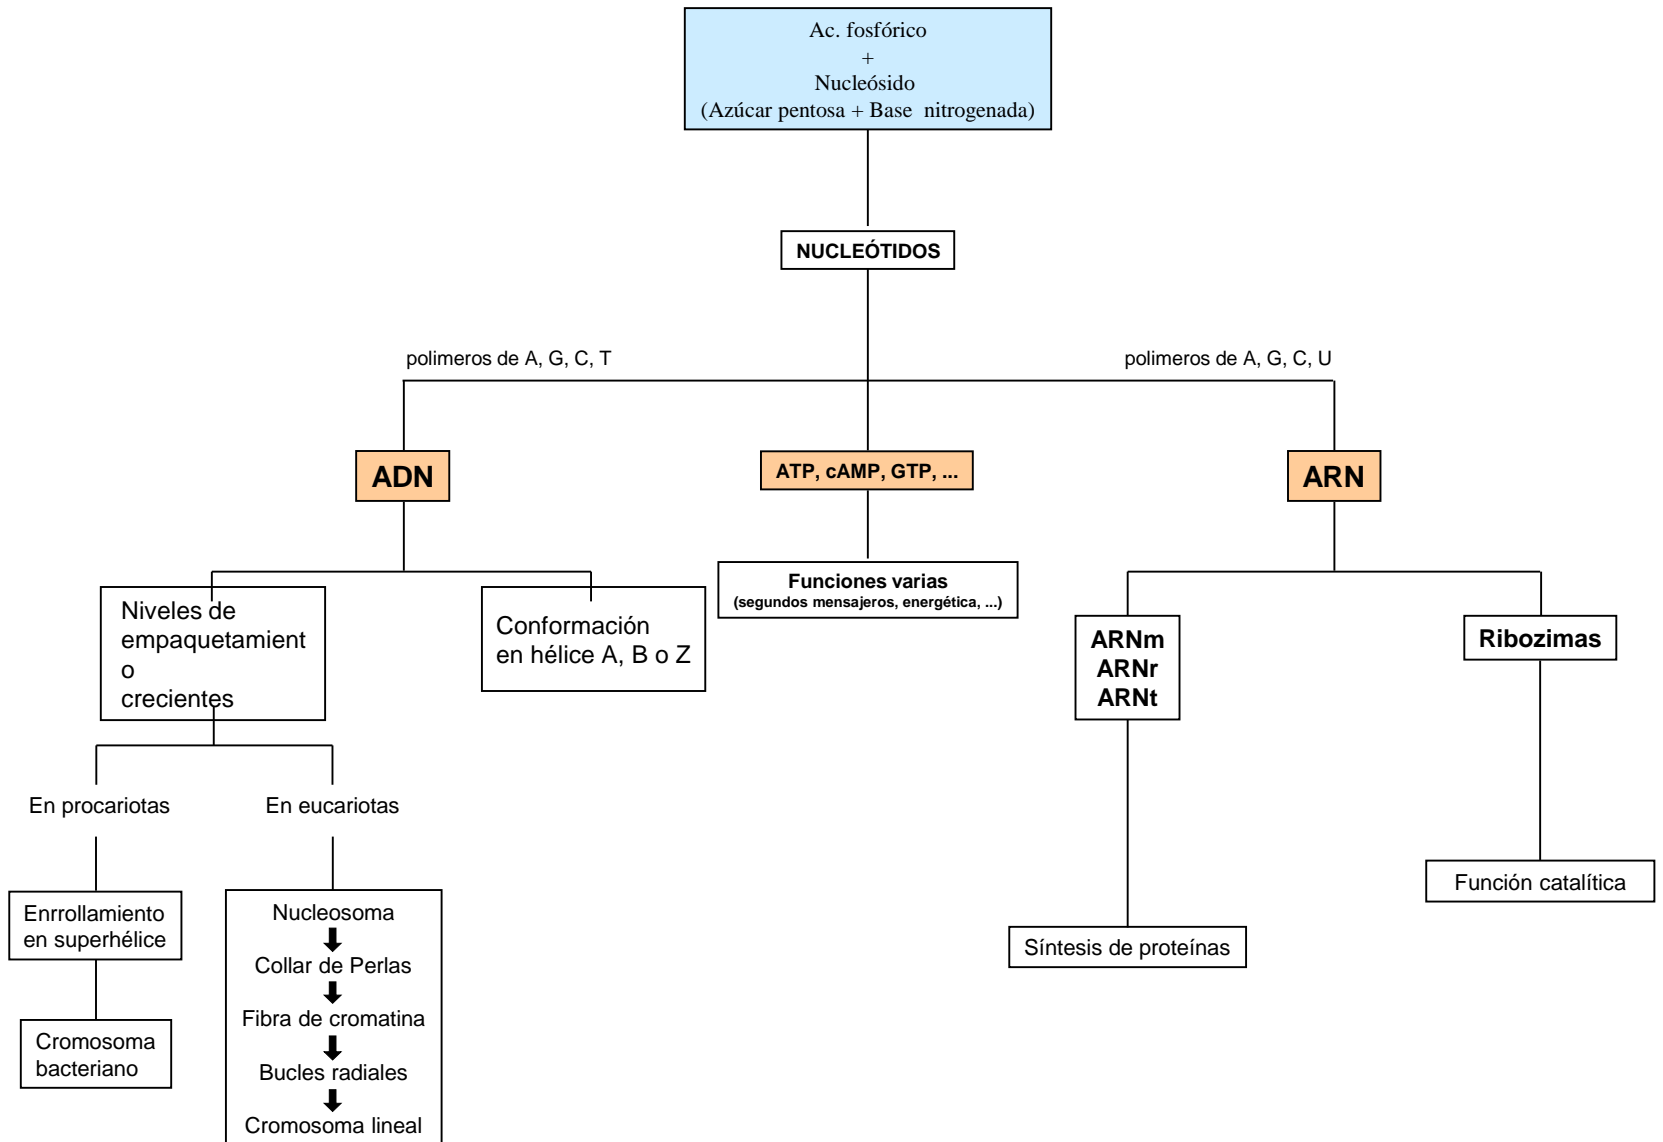 Ac. fosfórico
+
Nucleósido
(Azúcar pentosa + Base nitrogenada)
NUCLEÓTIDOS
polimeros de A, G, C, T
polimeros de A, G, C, U
ADN
ATP, cAMP, GTP, ...
ARN
Niveles de
empaquetamient
o
crecientes
Conformación
en hélice A, B o Z
Funciones varias
(segundos mensajeros, energética, ...)
ARNm
ARNr
ARNt
Ribozimas
En procariotas
En eucariotas
Enrrollamiento
en superhélice
Cromosoma
bacteriano
Nucleosoma
Collar de Perlas
Fibra de cromatina
Bucles radiales
Cromosoma lineal
Síntesis de proteínas
Función catalítica